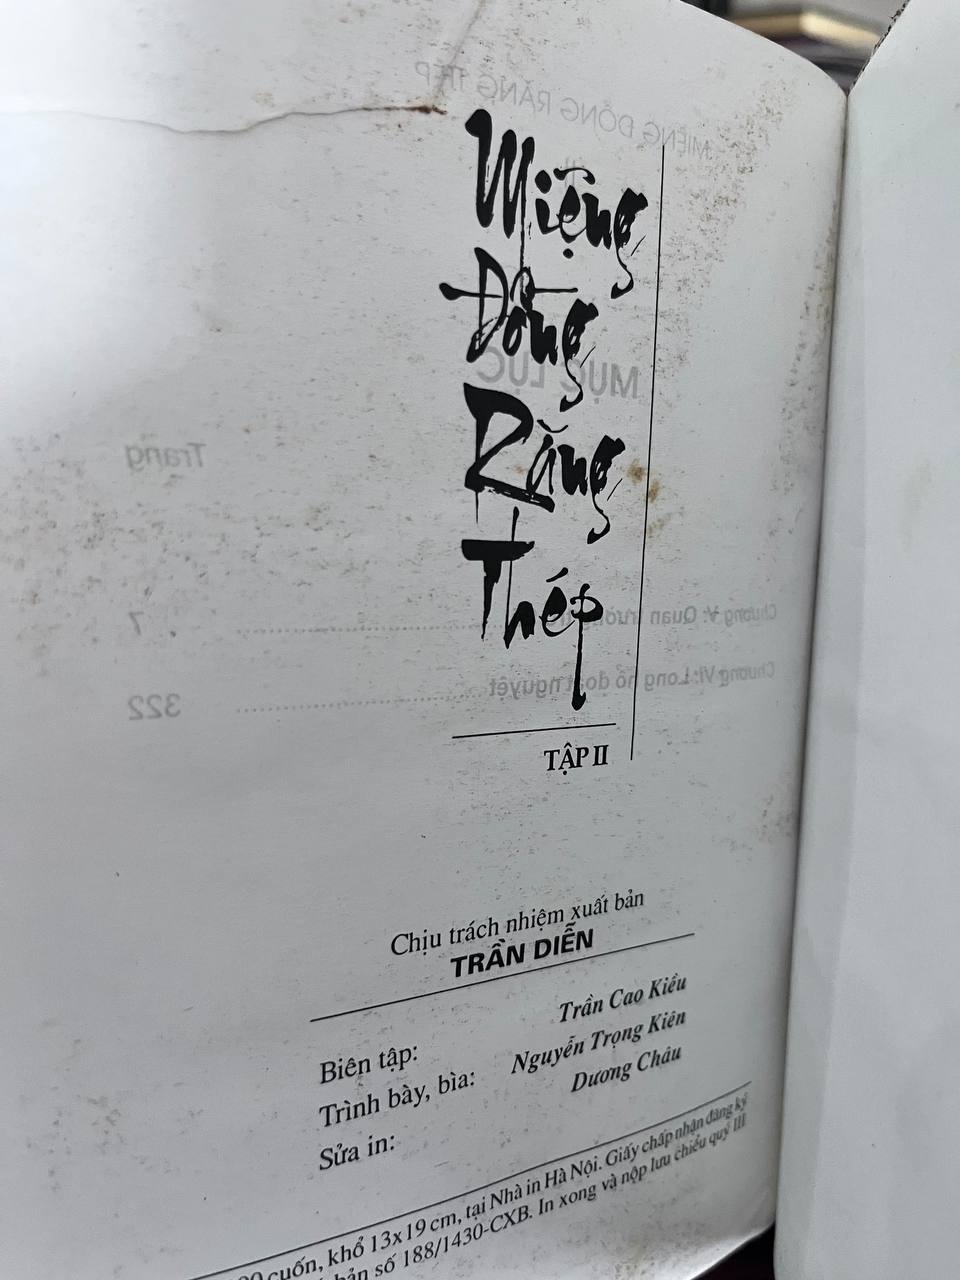 Miệng
Đồng
Răng
Thép
TẬP II
Chịu trách nhiệm xuất bản
TRẦN DIỄN
Biên tập: Trần Cao Kiều
Trình bày, bìa: Nguyễn Trọng Kiên
Sửa in: Dương Châu
00 cuốn, khổ 13x19 cm, tại Nhà in Hà Nội. Giấy chấp nhận đăng ký
bản số 188/1430-CXB. In xong và nộp lưu chiểu quý III